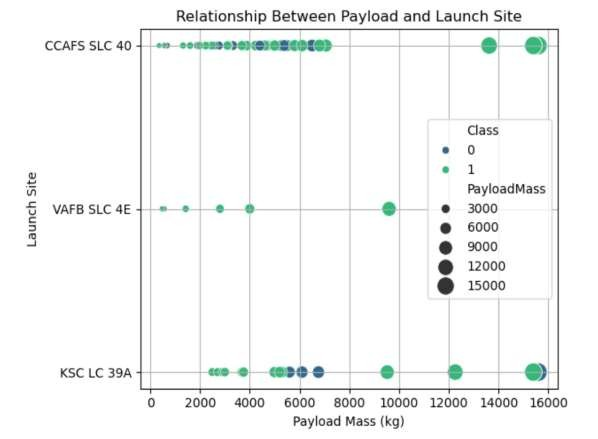 Relationship Between Payload and Launch Site
CCAFS SLC 40
VAFB SLC 4E
KSC LC 39A
Launch Site
Class
0
1
PayloadMass
3000
6000
9000
12000
15000
0 2000 4000 6000 8000 10000 12000 14000 16000
Payload Mass (kg)